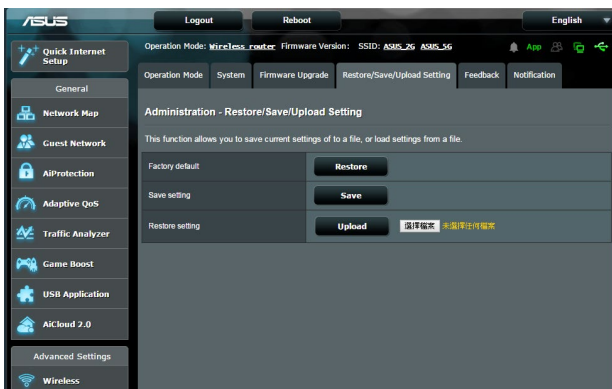 ASUS
Logout
Reboot
English
Quick Internet Setup
Operation Mode: Wireless router Firmware Version: SSID: ASUS_2G ASUS_5G
App
Operation Mode
System
Firmware Upgrade
Restore/Save/Upload Setting
Feedback
Notification
General
Network Map
Guest Network
AiProtection
Adaptive QoS
Traffic Analyzer
Game Boost
USB Application
AiCloud 2.0
Advanced Settings
Wireless
Administration - Restore/Save/Upload Setting
This function allows you to save current settings of to a file, or load settings from a file.
Factory default
Restore
Save setting
Save
Restore setting
Upload
選擇檔案 未選擇任何檔案